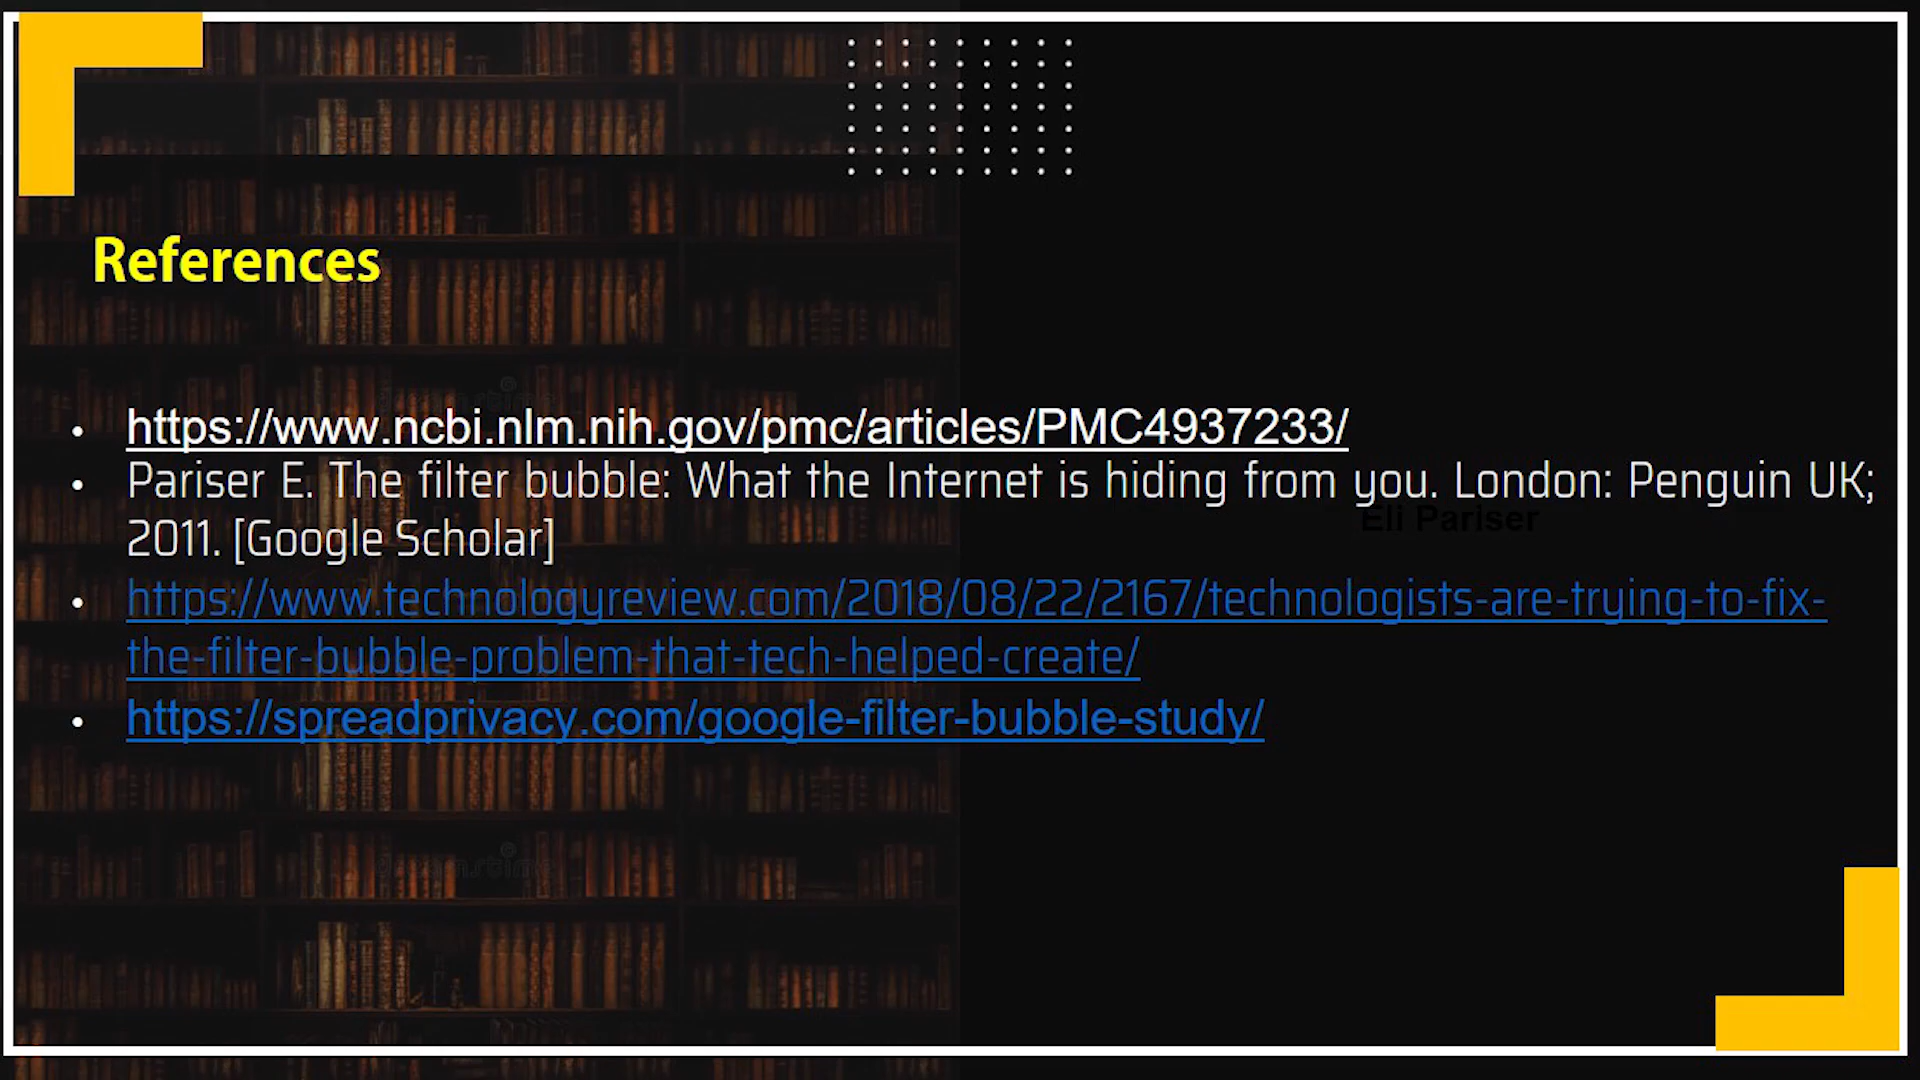 References
• https://www.ncbi.nlm.nih.gov/pmc/articles/PMC4937233/
• Pariser E. The filter bubble: What the Internet is hiding from you. London: Penguin UK;
Eli Pariser
2011. [Google Scholar]
• https://www.technologyreview.com/2018/08/22/2167/technologists-are-trying-to-fix-
the-filter-bubble-problem-that-tech-helped-create/
• https://spreadprivacy.com/google-filter-bubble-study/
dreamstime